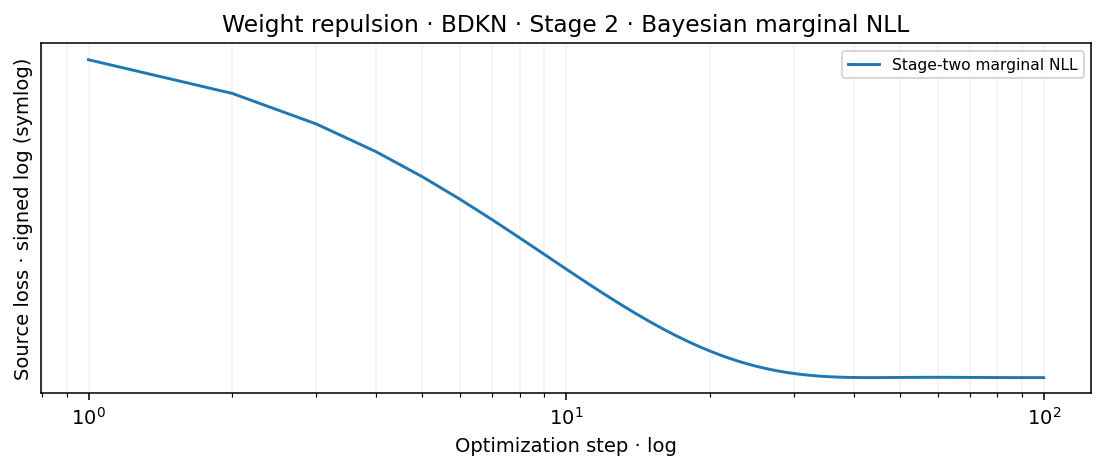 Weight repulsion · BDKN · Stage 2 · Bayesian marginal NLL
Stage-two marginal NLL
Source loss · signed log (symlog)
10⁰ 10¹ 10²
Optimization step · log